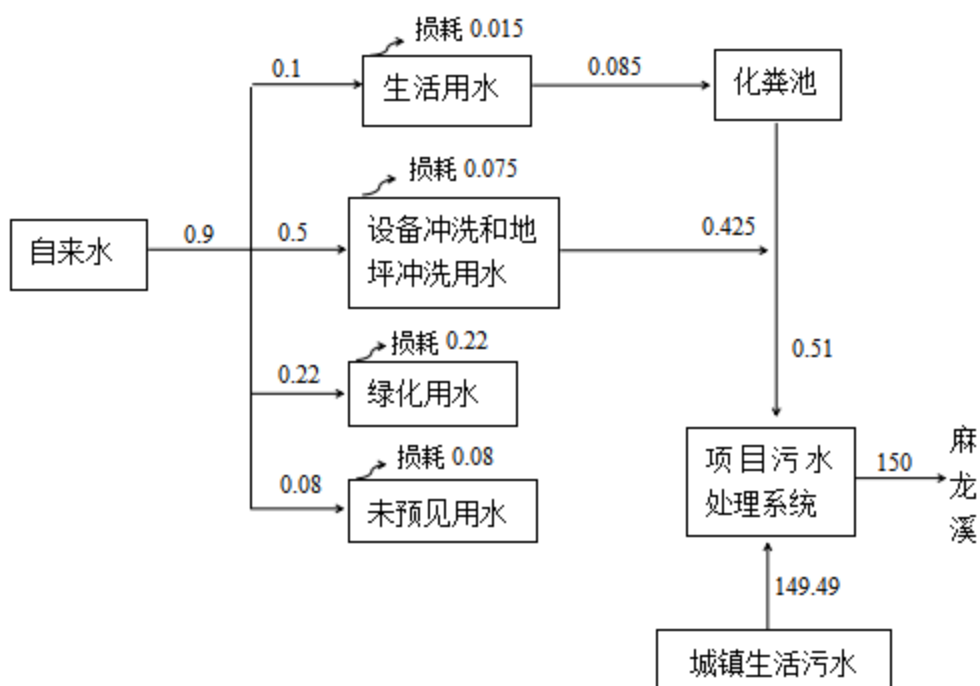 损耗 0.015
0.1
生活用水
0.085
化粪池
损耗 0.075
自来水
0.9
0.5
设备冲洗和地
坪冲洗用水
0.425
损耗 0.22
0.22
绿化用水
0.51
损耗 0.08
0.08
未预见用水
项目污水
处理系统
150
麻
龙
溪
149.49
城镇生活污水